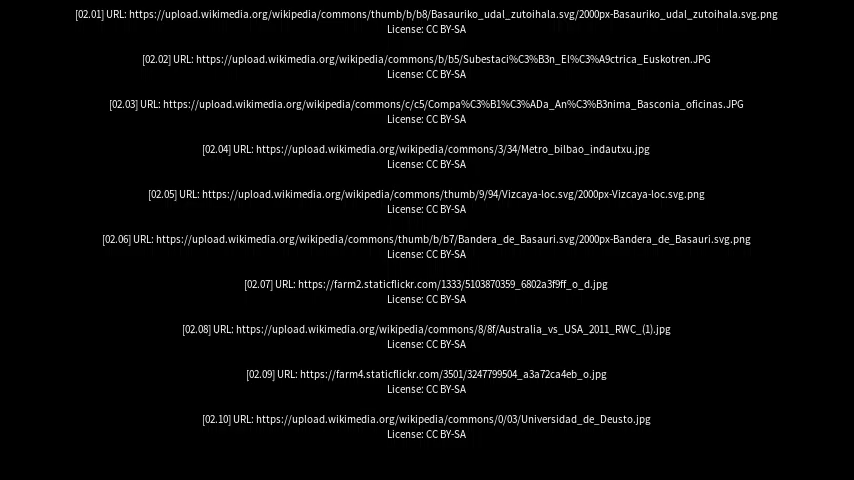 [02.01] URL: https://upload.wikimedia.org/wikipedia/commons/thumb/b/b8/Basauriko_udal_zutoihala.svg/2000px-Basauriko_udal_zutoihala.svg.png
License: CC BY-SA
[02.02] URL: https://upload.wikimedia.org/wikipedia/commons/b/b5/Subestaci%C3%B3n_El%C3%A9ctrica_Euskotren.JPG
License: CC BY-SA
[02.03] URL: https://upload.wikimedia.org/wikipedia/commons/c/c5/Compa%C3%B1%C3%ADa_An%C3%B3nima_Basconia_oficinas.JPG
License: CC BY-SA
[02.04] URL: https://upload.wikimedia.org/wikipedia/commons/3/34/Metro_bilbao_indautxu.jpg
License: CC BY-SA
[02.05] URL: https://upload.wikimedia.org/wikipedia/commons/thumb/9/94/Vizcaya-loc.svg/2000px-Vizcaya-loc.svg.png
License: CC BY-SA
[02.06] URL: https://upload.wikimedia.org/wikipedia/commons/thumb/b/b7/Bandera_de_Basauri.svg/2000px-Bandera_de_Basauri.svg.png
License: CC BY-SA
[02.07] URL: https://farm2.staticflickr.com/1333/5103870359_6802a3f9ff_o_d.jpg
License: CC BY-SA
[02.08] URL: https://upload.wikimedia.org/wikipedia/commons/8/8f/Australia_vs_USA_2011_RWC_(1).jpg
License: CC BY-SA
[02.09] URL: https://farm4.staticflickr.com/3501/3247799504_a3a72ca4eb_o.jpg
License: CC BY-SA
[02.10] URL: https://upload.wikimedia.org/wikipedia/commons/0/03/Universidad_de_Deusto.jpg
License: CC BY-SA